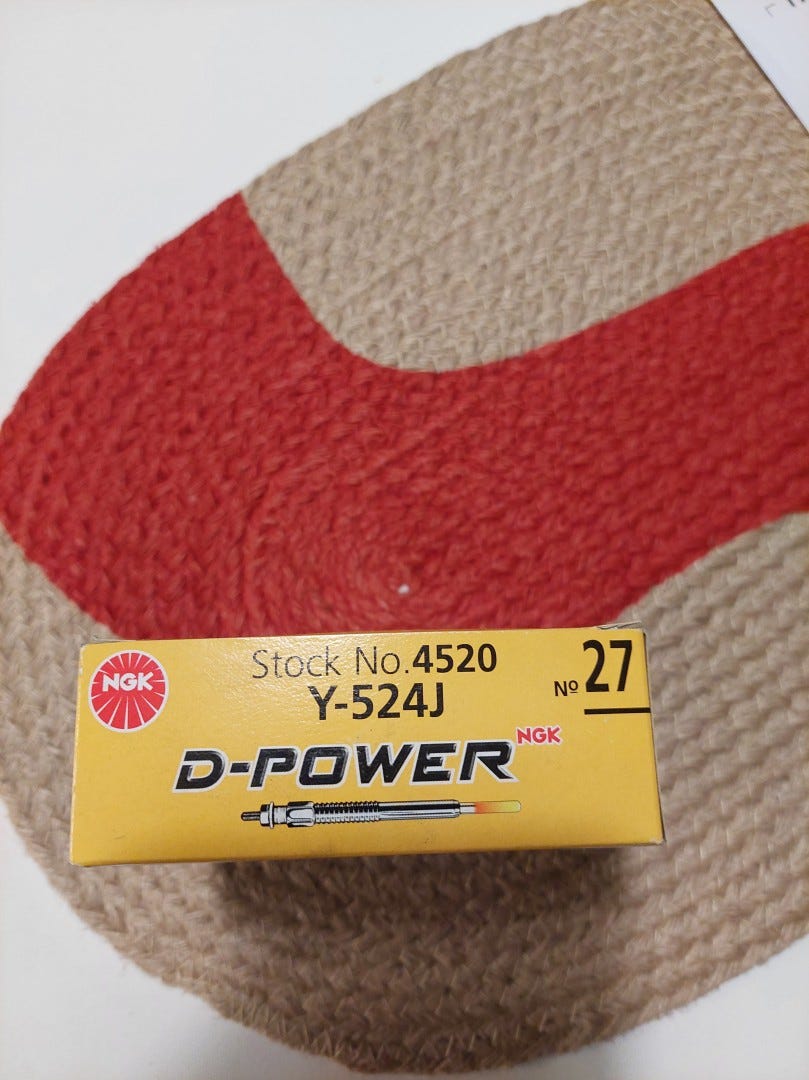 NGK
Stock No.4520
Y-524J
Nº 27
D-POWER NGK